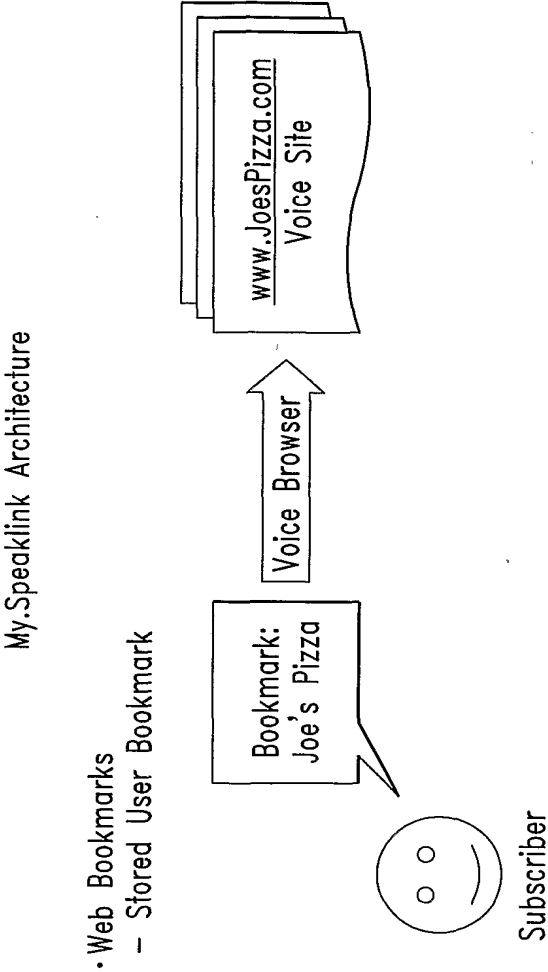 My.Speaklink Architecture
· Web Bookmarks
– Stored User Bookmark
Bookmark:
Joe's Pizza
Voice Browser
www.JoesPizza.com
Voice Site
Subscriber